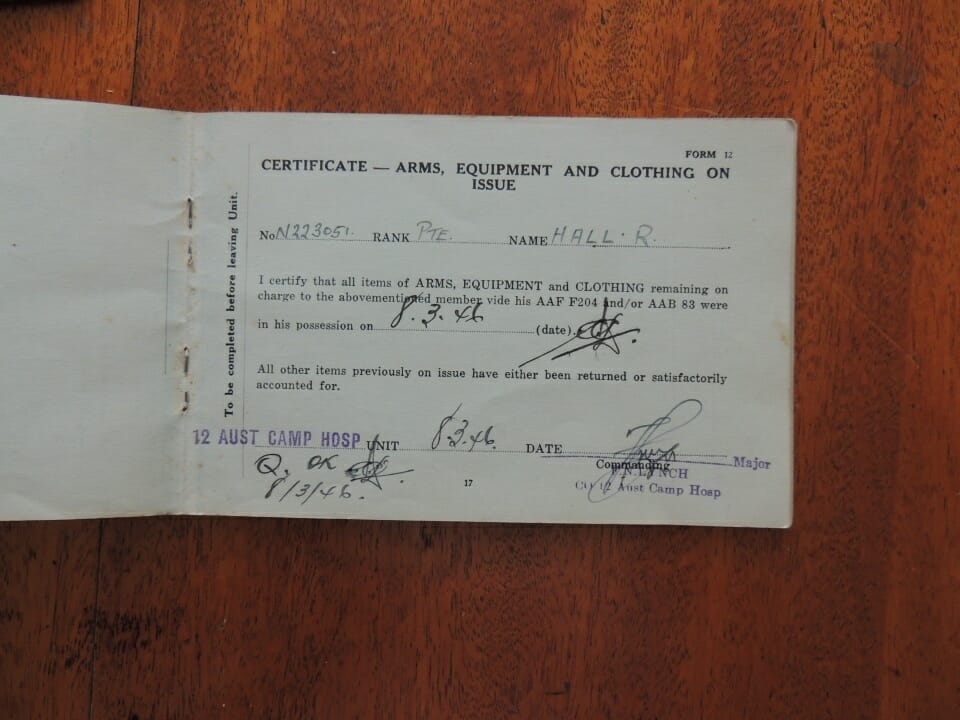 FORM 12
CERTIFICATE — ARMS, EQUIPMENT AND CLOTHING ON
ISSUE
To be completed before leaving Unit.
No N223051. RANK PTE. NAME HALL. R.
I certify that all items of ARMS, EQUIPMENT and CLOTHING remaining on
charge to the abovementioned member vide his AAF F204 and/or AAB 83 were
in his possession on 8.3.46 (date).
All other items previously on issue have either been returned or satisfactorily
accounted for.
12 AUST CAMP HOSP UNIT 8.3.46. DATE
Commanding Major
LYNCH
12 Aust Camp Hosp
Q. OK
8/3/46.
17